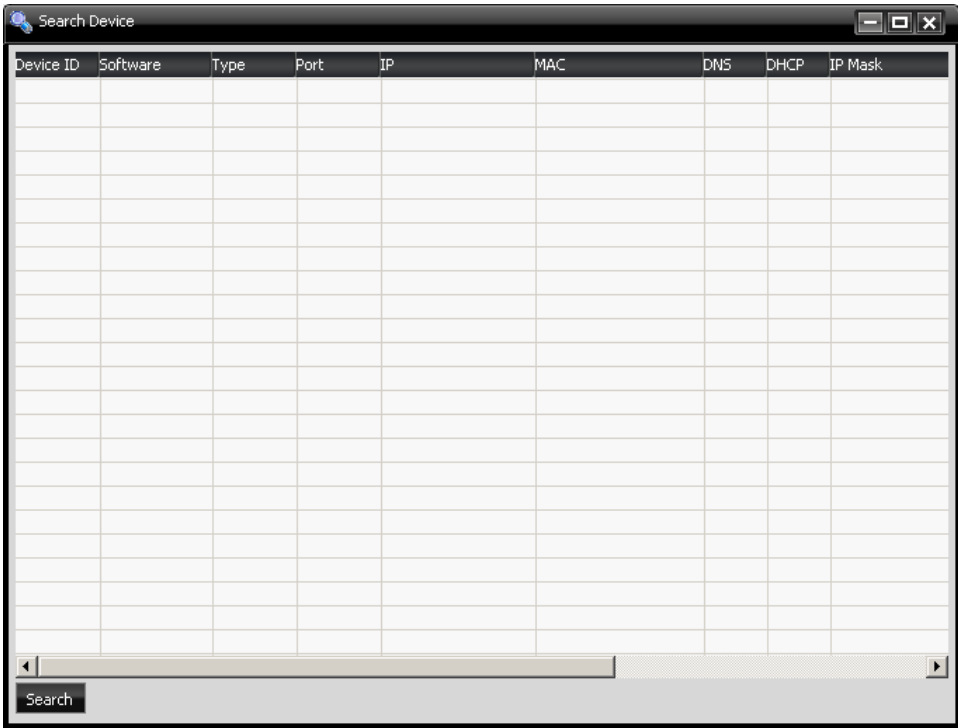 Search Device
Device ID Software Type Port IP MAC DNS DHCP IP Mask
Search